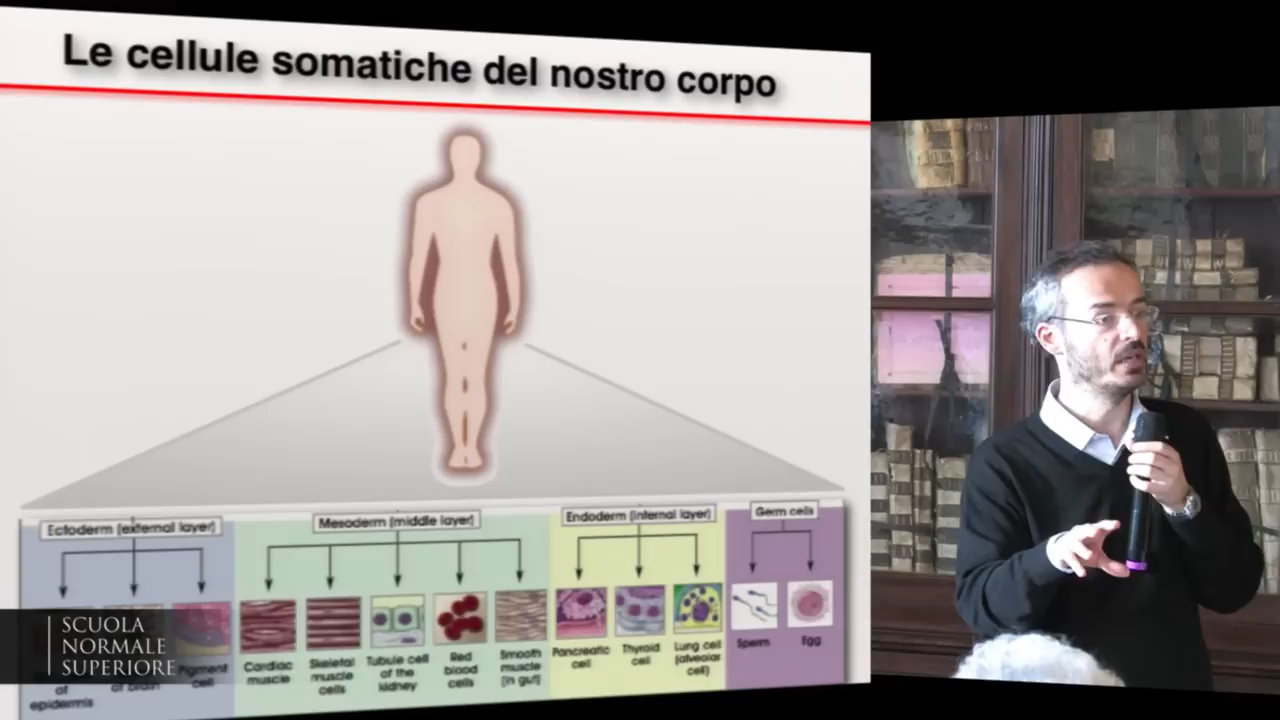 Le cellule somatiche del nostro corpo
Ectoderm (external layer)
Mesoderm (middle layer)
Endoderm (internal layer)
Germ cells
of
epidermis
of brain
Pigment
cell
Cardiac
muscle
Skeletal
muscle
cells
Tubule cell
of the
kidney
Red
blood
cells
Smooth
muscle
(in gut)
Pancreatic
cell
Thyroid
cell
Lung cell
(alveolar
cell)
Sperm
Egg
SCUOLA
NORMALE
SUPERIORE